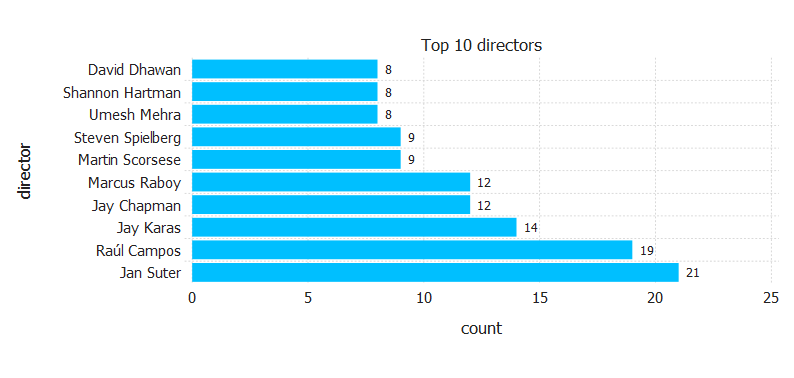 Top 10 directors
David Dhawan 8
Shannon Hartman 8
Umesh Mehra 8
Steven Spielberg 9
Martin Scorsese 9
Marcus Raboy 12
Jay Chapman 12
Jay Karas 14
Raúl Campos 19
Jan Suter 21
director
0 5 10 15 20 25
count